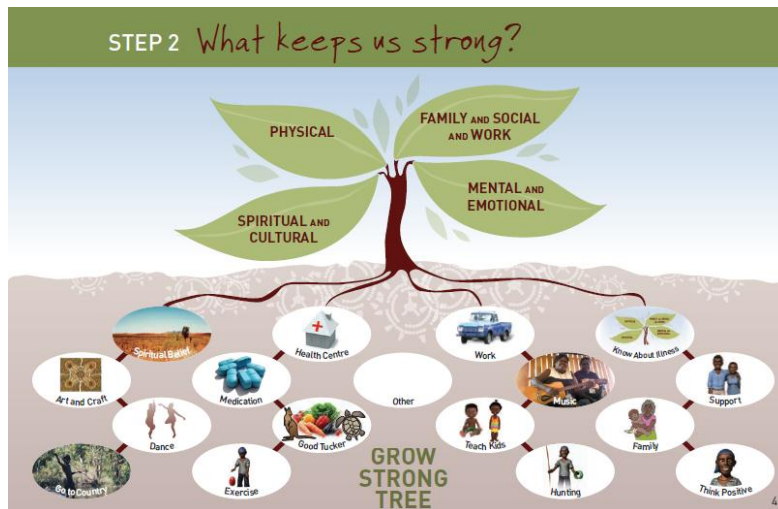 STEP 2 What keeps us strong?
PHYSICAL
FAMILY AND SOCIAL
AND WORK
SPIRITUAL AND
CULTURAL
MENTAL AND
EMOTIONAL
Spiritual Belief
Health Centre
Work
Know About Illness
Art and Craft
Medication
Other
Music
Support
Dance
Good Tucker
Teach Kids
Family
Go to Country
Exercise
GROW
STRONG
TREE
Hunting
Think Positive
4